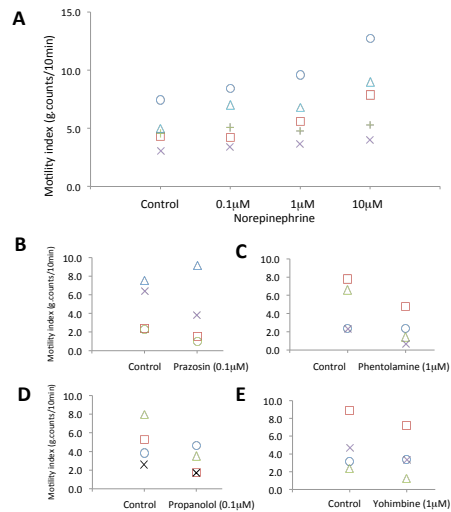 A
Motility index (g.counts/10min)
15.0
10.0
5.0
0.0
Control 0.1μM 1μM 10μM
Norepinephrine
B
Motility index (g.counts/10min)
10.0
8.0
6.0
4.0
2.0
0.0
Control Prazosin (0.1μM)
C
10.0
8.0
6.0
4.0
2.0
0.0
Control Phentolamine (1μM)
D
Motility index (g.counts/10min)
10.0
8.0
6.0
4.0
2.0
0.0
Control Propanolol (0.1μM)
E
10.0
8.0
6.0
4.0
2.0
0.0
Control Yohimbine (1μM)